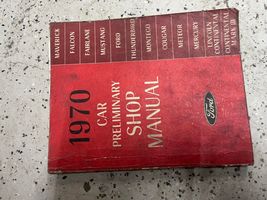 MAVERICK
FALCON
FAIRLANE
MUSTANG
FORD
THUNDERBIRD
MONTEGO
COUGAR
METEOR
MERCURY
LINCOLN CONTINENTAL
CONTINENTAL MARK III
1970
CAR
PRELIMINARY
SHOP
MANUAL
Ford